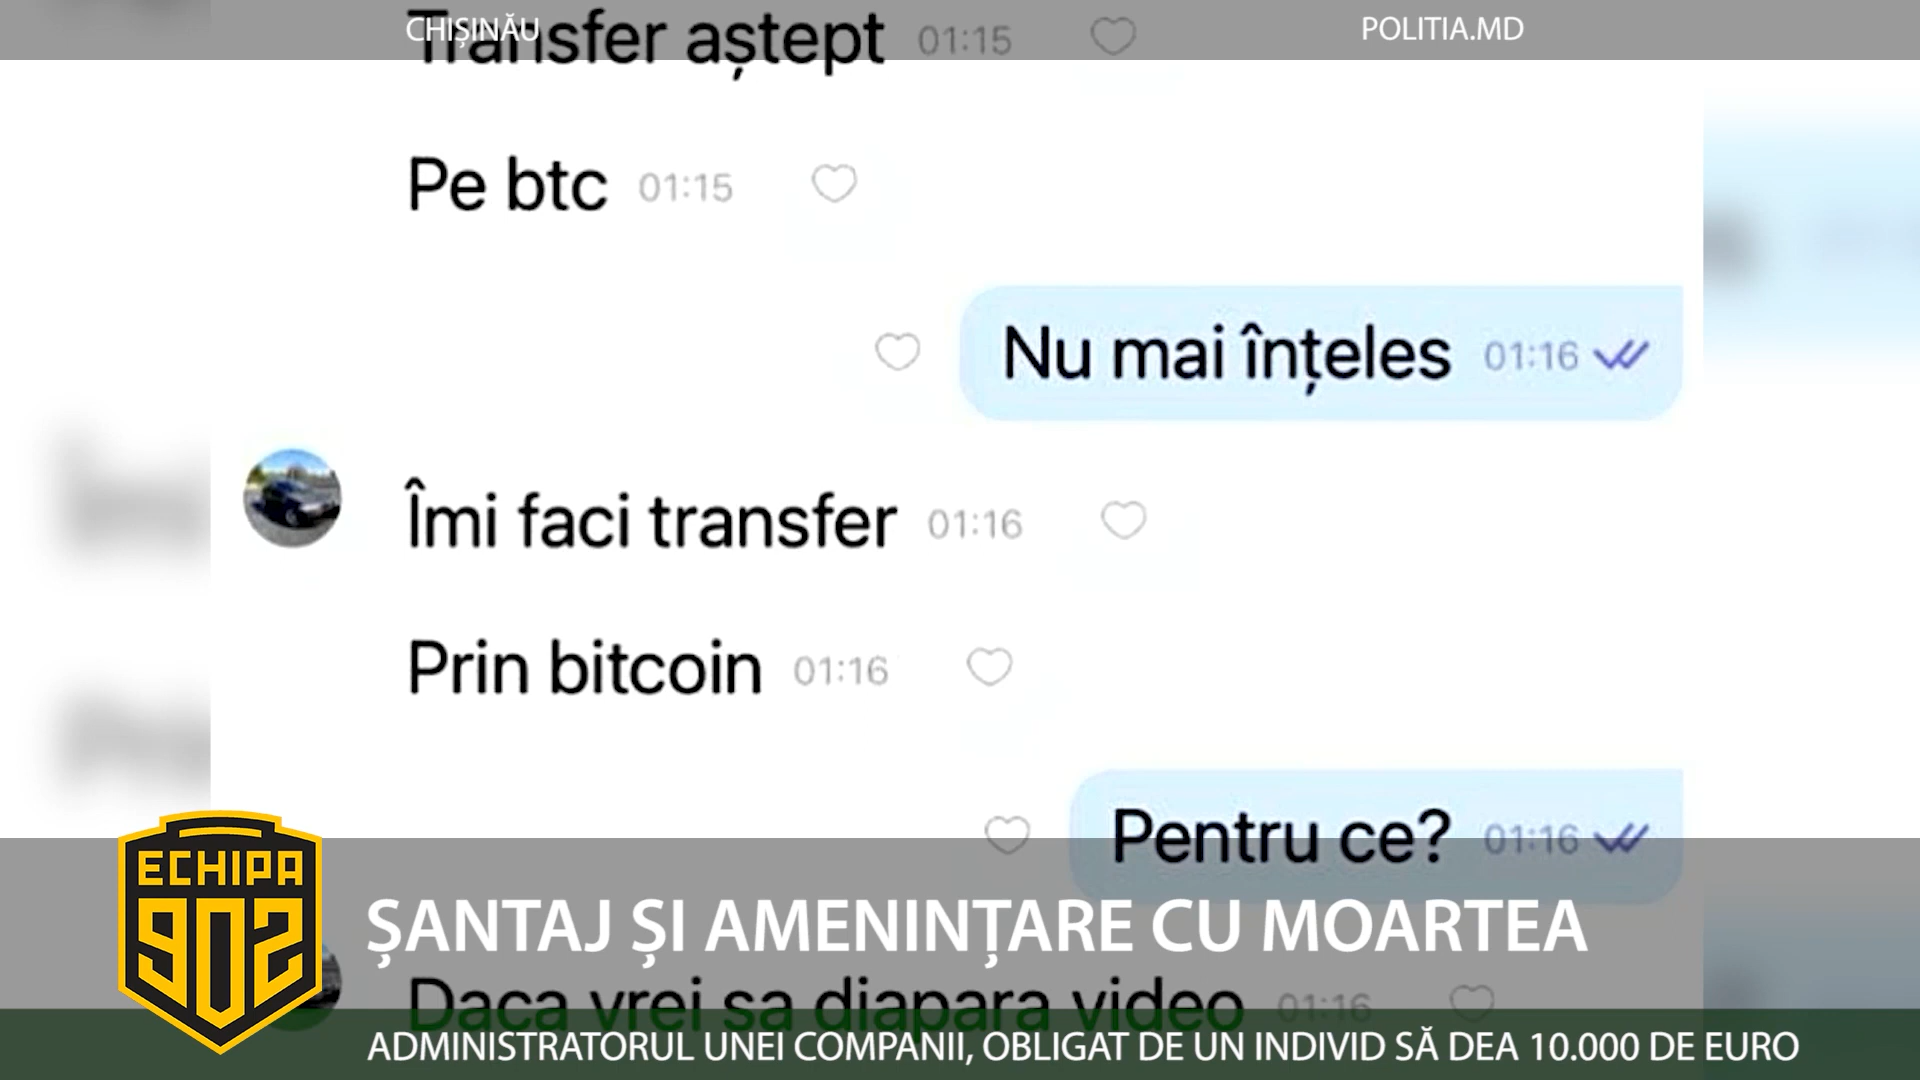 CHIȘINĂU
POLITIA.MD
Transfer aștept 01:15
Pe btc 01:15
Nu mai înțeles 01:16
Îmi faci transfer 01:16
Prin bitcoin 01:16
Pentru ce? 01:16
ECHIPA
902
ȘANTAJ ȘI AMENINȚARE CU MOARTEA
Daca vrei sa diapara video 01:16
ADMINISTRATORUL UNEI COMPANII, OBLIGAT DE UN INDIVID SĂ DEA 10.000 DE EURO